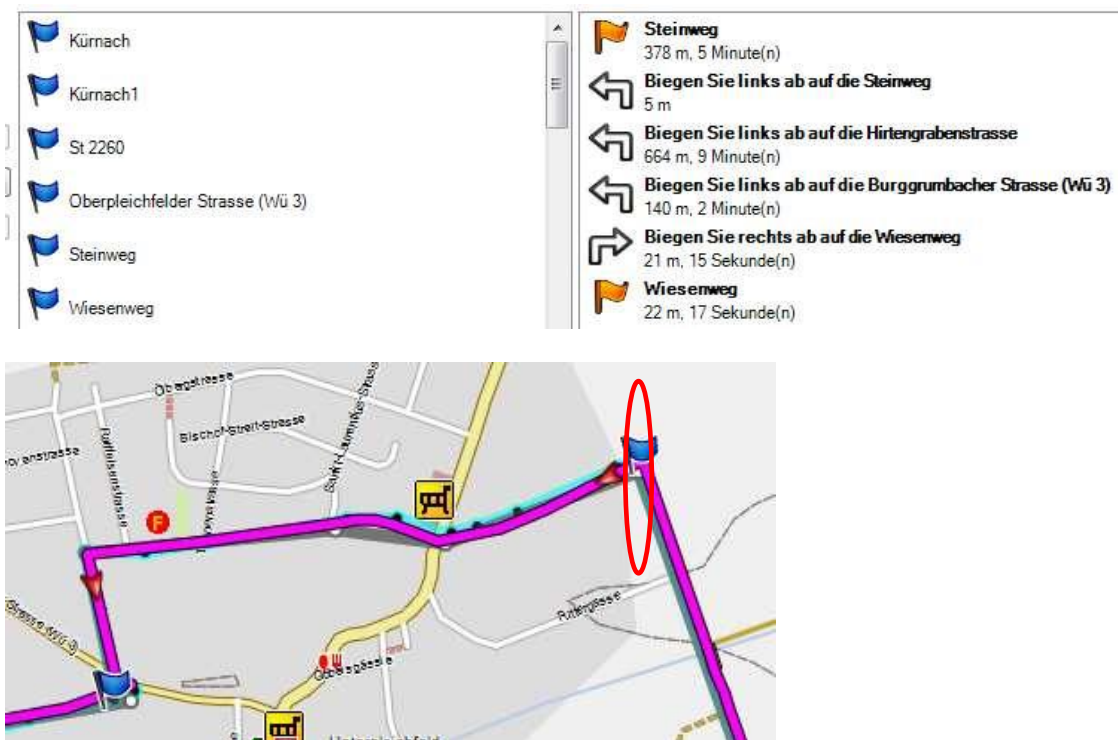 Kürnach
Kürnach1
St 2260
Oberpleichfelder Strasse (Wü 3)
Steinweg
Wiesenweg
Steinweg
378 m, 5 Minute(n)
Biegen Sie links ab auf die Steinweg
5 m
Biegen Sie links ab auf die Hirtengrabenstrasse
664 m, 9 Minute(n)
Biegen Sie links ab auf die Burggrumbacher Strasse (Wü 3)
140 m, 2 Minute(n)
Biegen Sie rechts ab auf die Wiesenweg
21 m, 15 Sekunde(n)
Wiesenweg
22 m, 17 Sekunde(n)
Bischof-Streit-Strasse
Raiffeisenstrasse
Sankt-Laurentius-Strass
F
Rittergasse
Strasse (Wü 3)